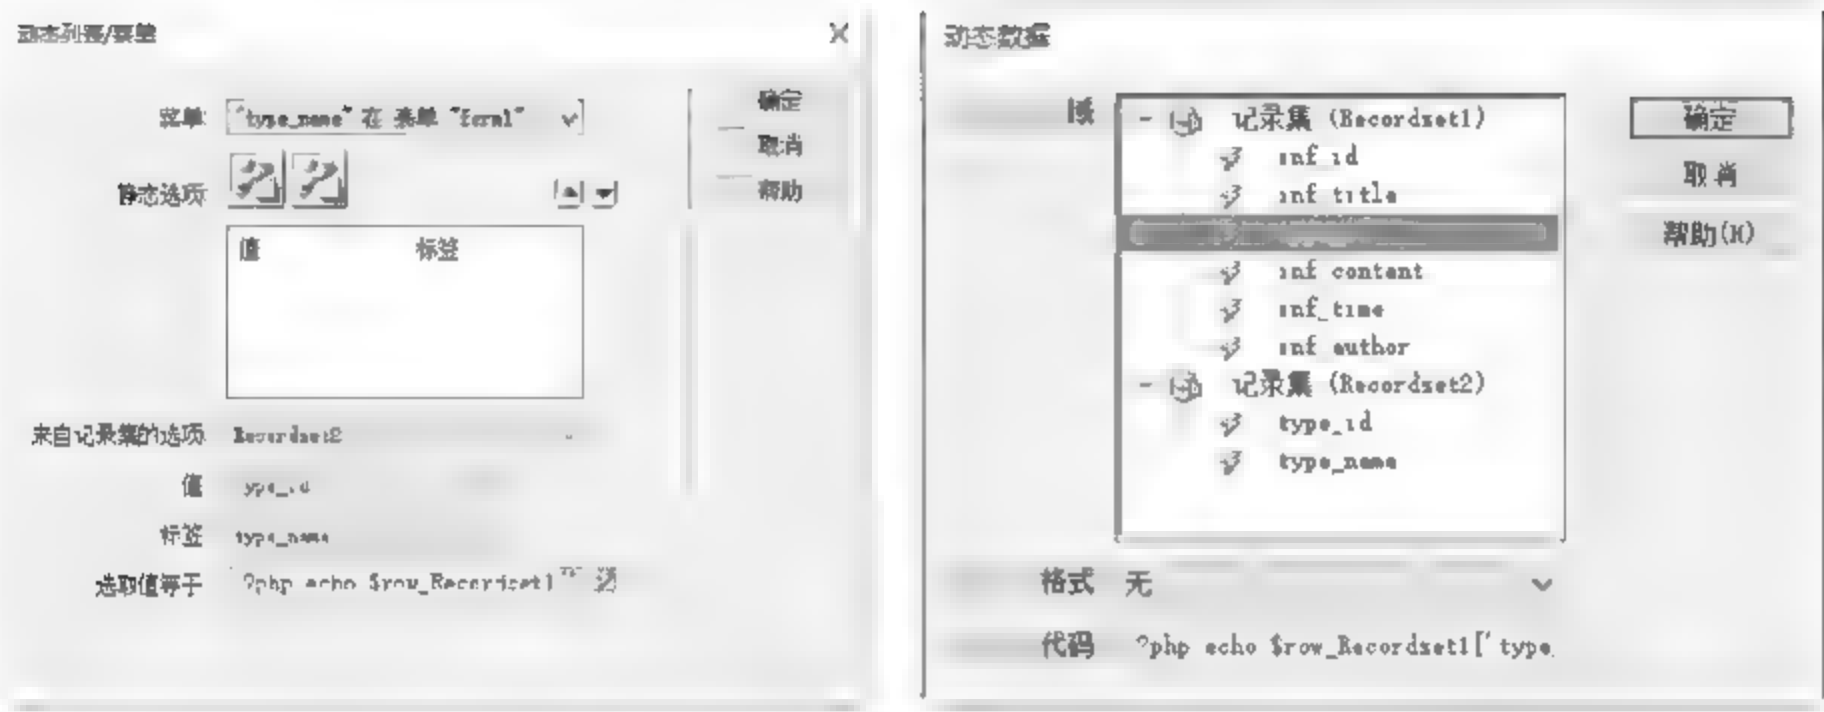 动态列表/菜单
菜单: "type_name" 在 表单 "form1"
静态选项:
值 标签
来自记录集的选项: Recordset2
值: type_id
标签: type_name
选取值等于: ?php echo $row_Recordset1
确定
取消
帮助
动态数据
域:
记录集 (Recordset1)
inf_id
inf_title
inf_content
inf_time
inf_author
记录集 (Recordset2)
type_id
type_name
格式: 无
代码: ?php echo $row_Recordset1['type_
确定
取消
帮助(H)